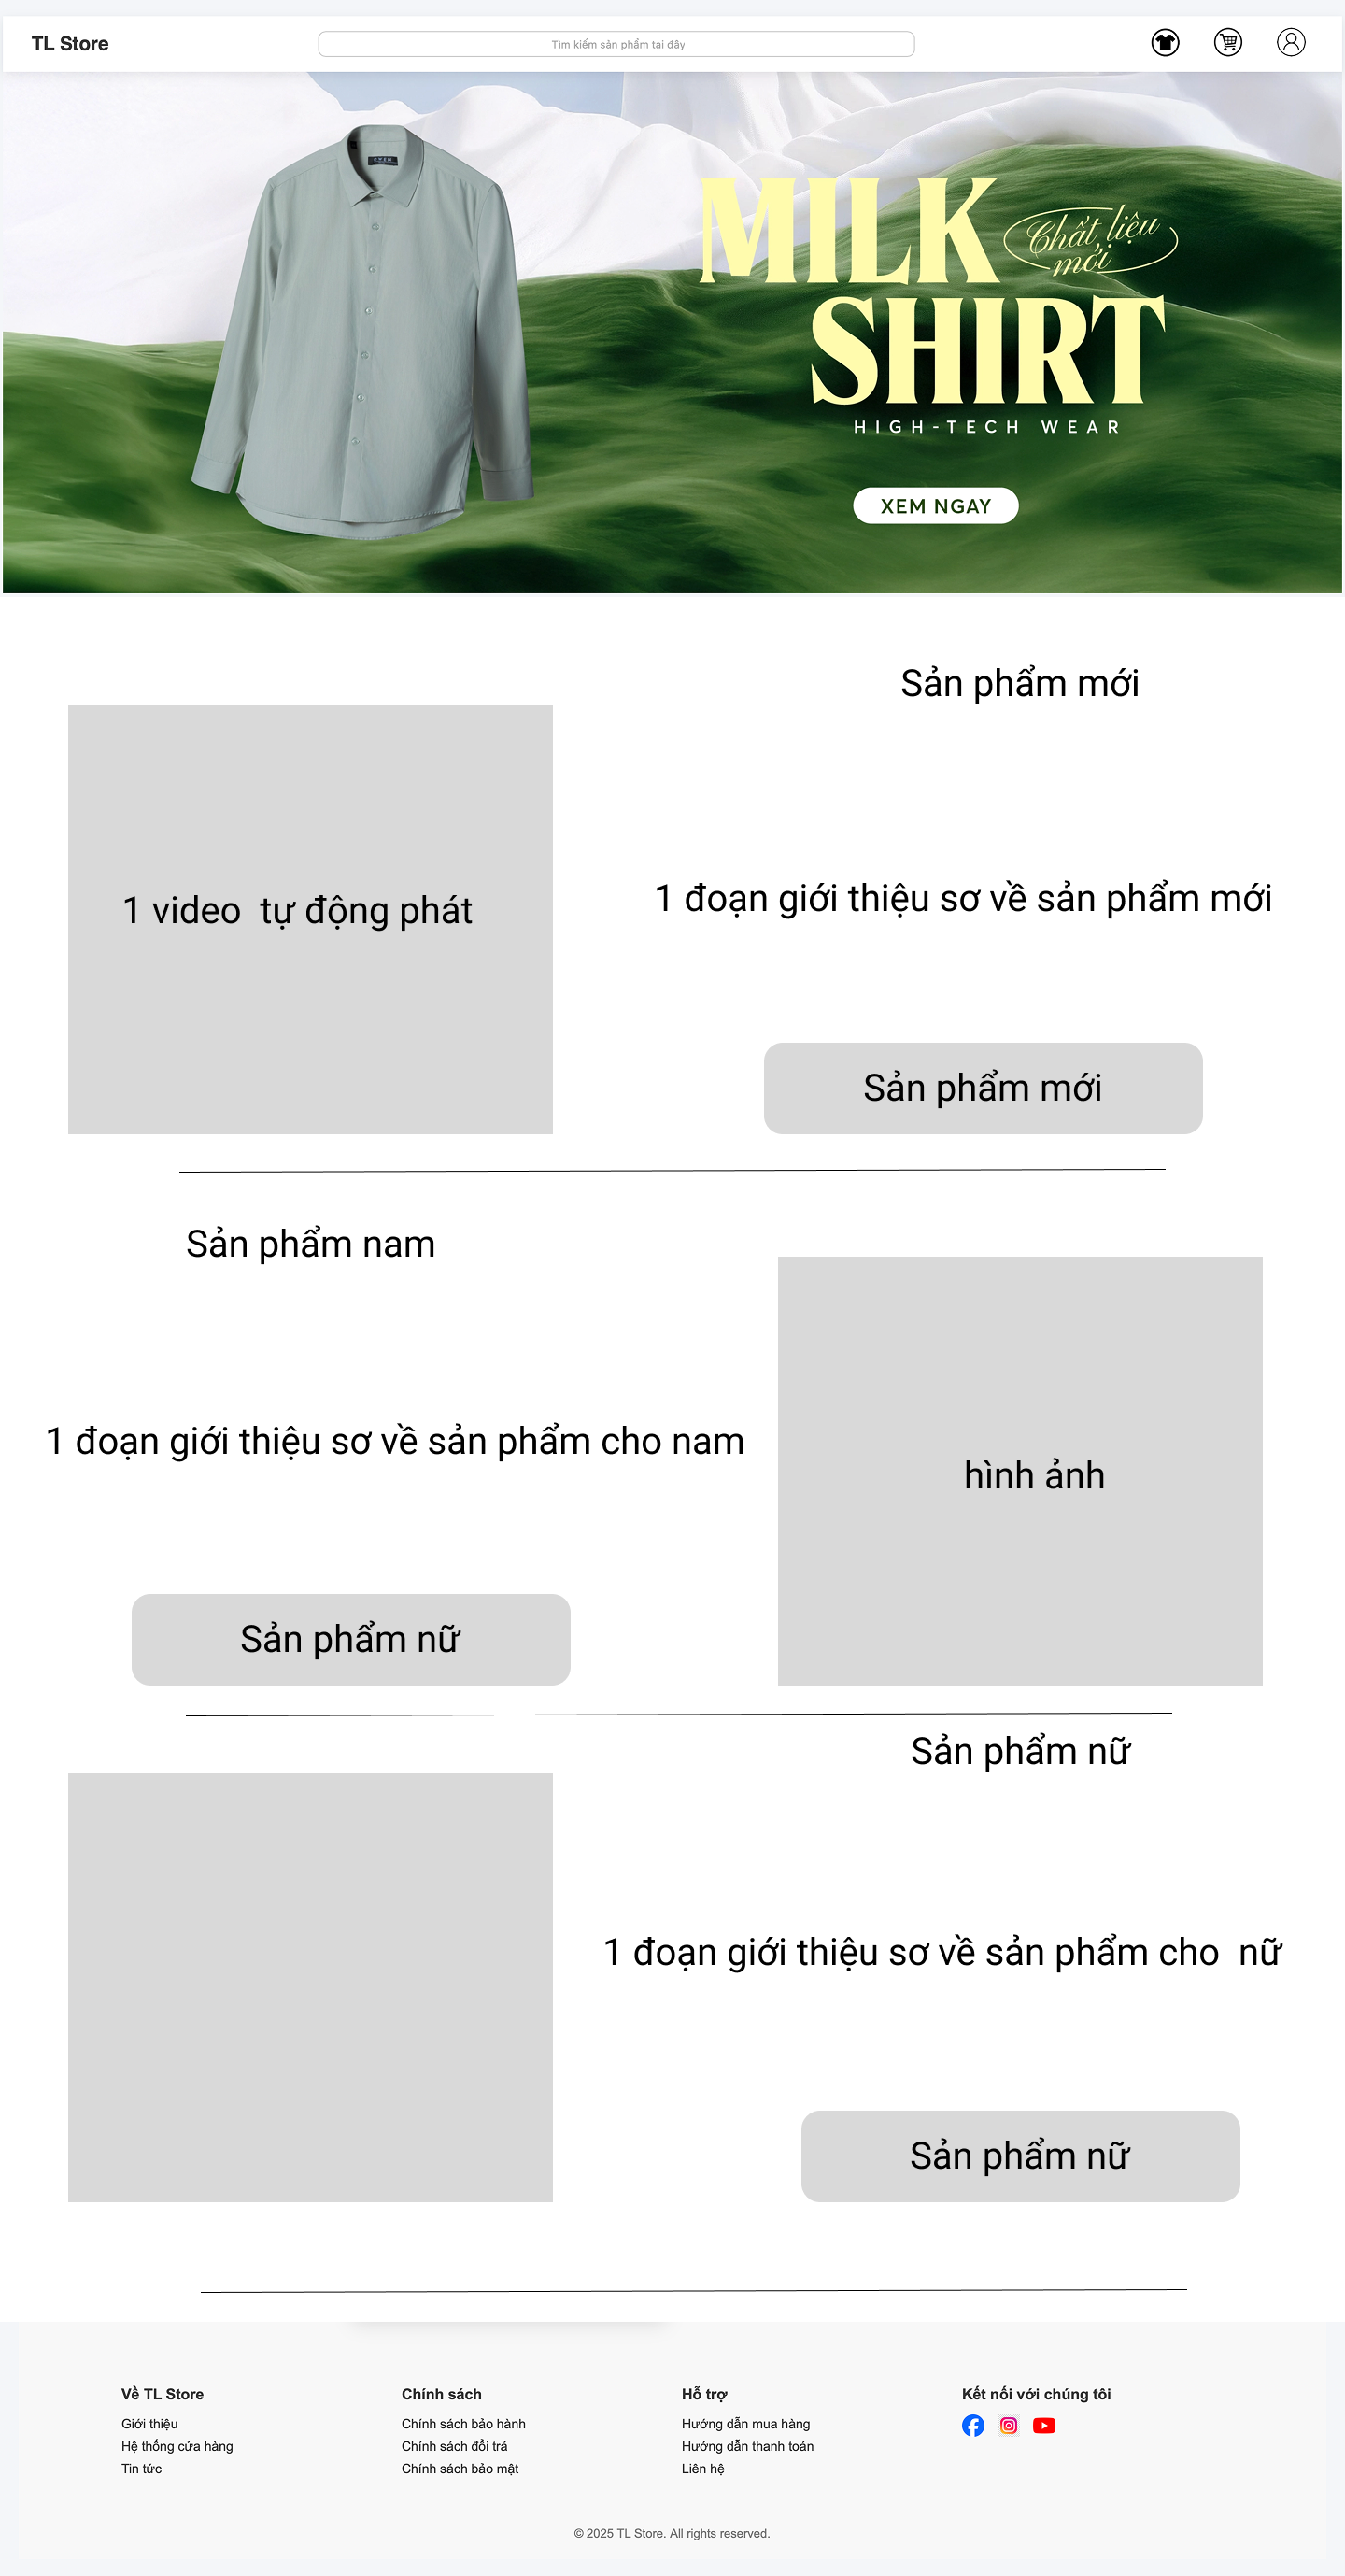 TL Store
Tìm kiếm sản phẩm tại đây
OWEN
MILK
Chất liệu
mới
SHIRT
HIGH-TECH WEAR
XEM NGAY
Sản phẩm mới
1 video  tự động phát
1 đoạn giới thiệu sơ về sản phẩm mới
Sản phẩm mới
Sản phẩm nam
1 đoạn giới thiệu sơ về sản phẩm cho nam
hình ảnh
Sản phẩm nữ
Sản phẩm nữ
1 đoạn giới thiệu sơ về sản phẩm cho  nữ
Sản phẩm nữ
Về TL Store
Giới thiệu
Hệ thống cửa hàng
Tin tức
Chính sách
Chính sách bảo hành
Chính sách đổi trả
Chính sách bảo mật
Hỗ trợ
Hướng dẫn mua hàng
Hướng dẫn thanh toán
Liên hệ
Kết nối với chúng tôi
© 2025 TL Store. All rights reserved.